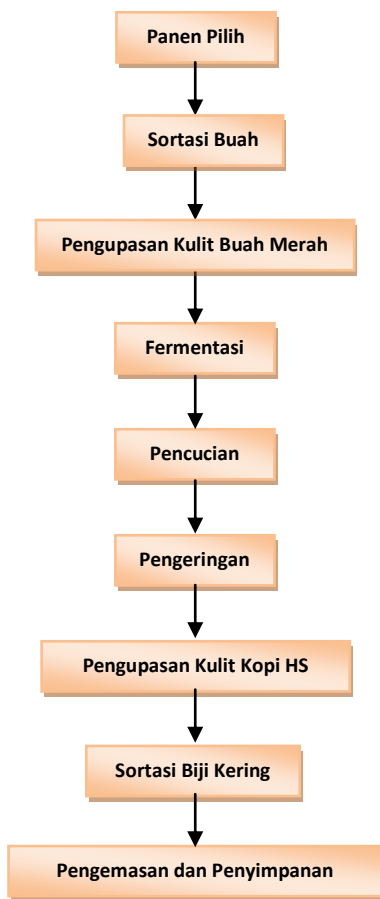 Panen Pilih
Sortasi Buah
Pengupasan Kulit Buah Merah
Fermentasi
Pencucian
Pengeringan
Pengupasan Kulit Kopi HS
Sortasi Biji Kering
Pengemasan dan Penyimpanan